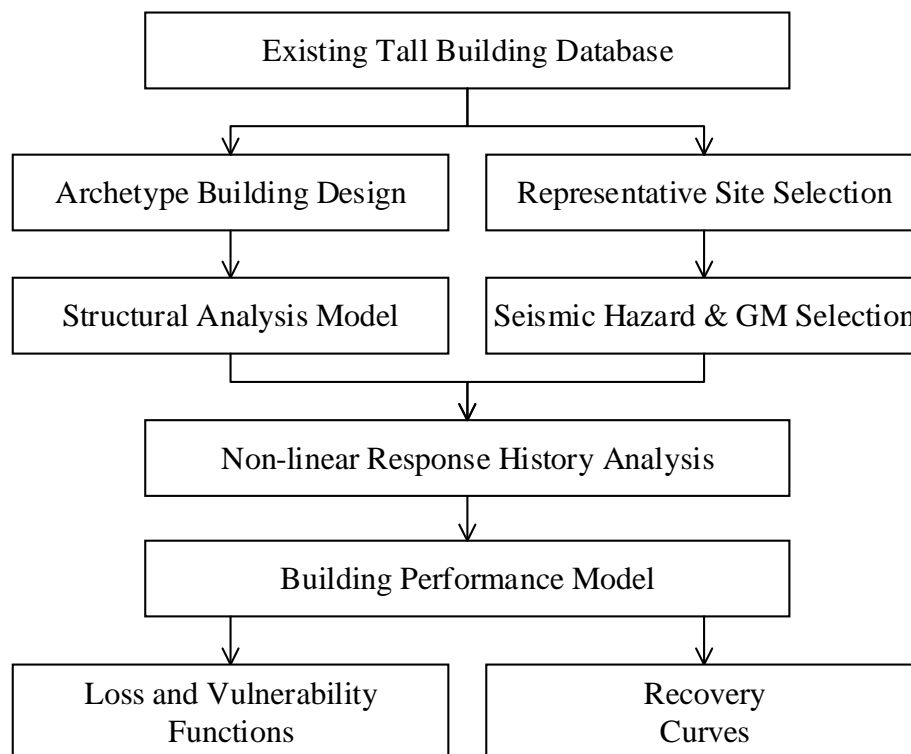 Existing Tall Building Database
Archetype Building Design
Representative Site Selection
Structural Analysis Model
Seismic Hazard & GM Selection
Non-linear Response History Analysis
Building Performance Model
Loss and Vulnerability
Functions
Recovery
Curves